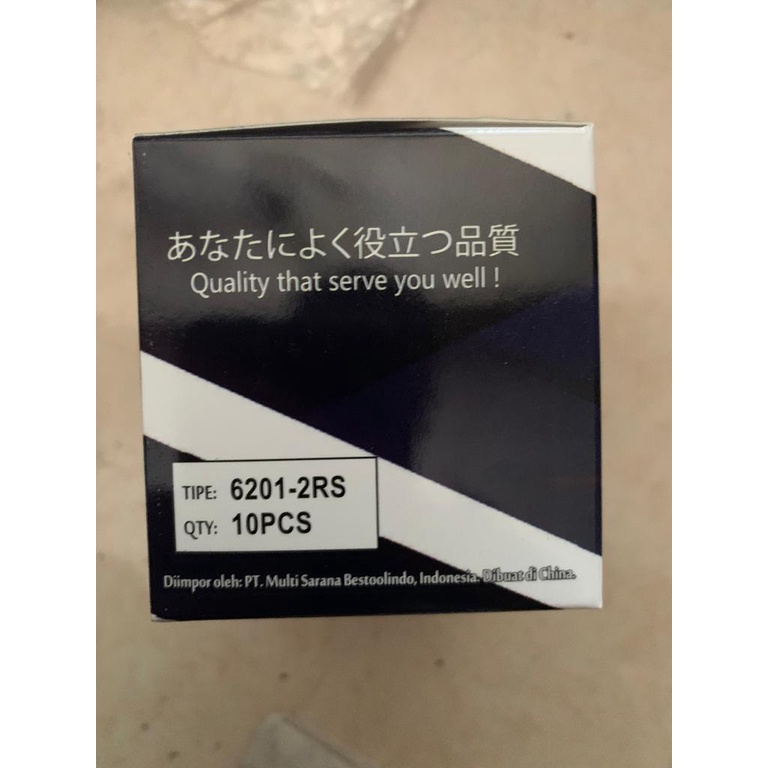 あなたによく役立つ品質
Quality that serve you well !
TIPE: 6201-2RS
QTY: 10PCS
Diimpor oleh: PT. Multi Sarana Bestoolindo, Indonesia. Dibuat di China.